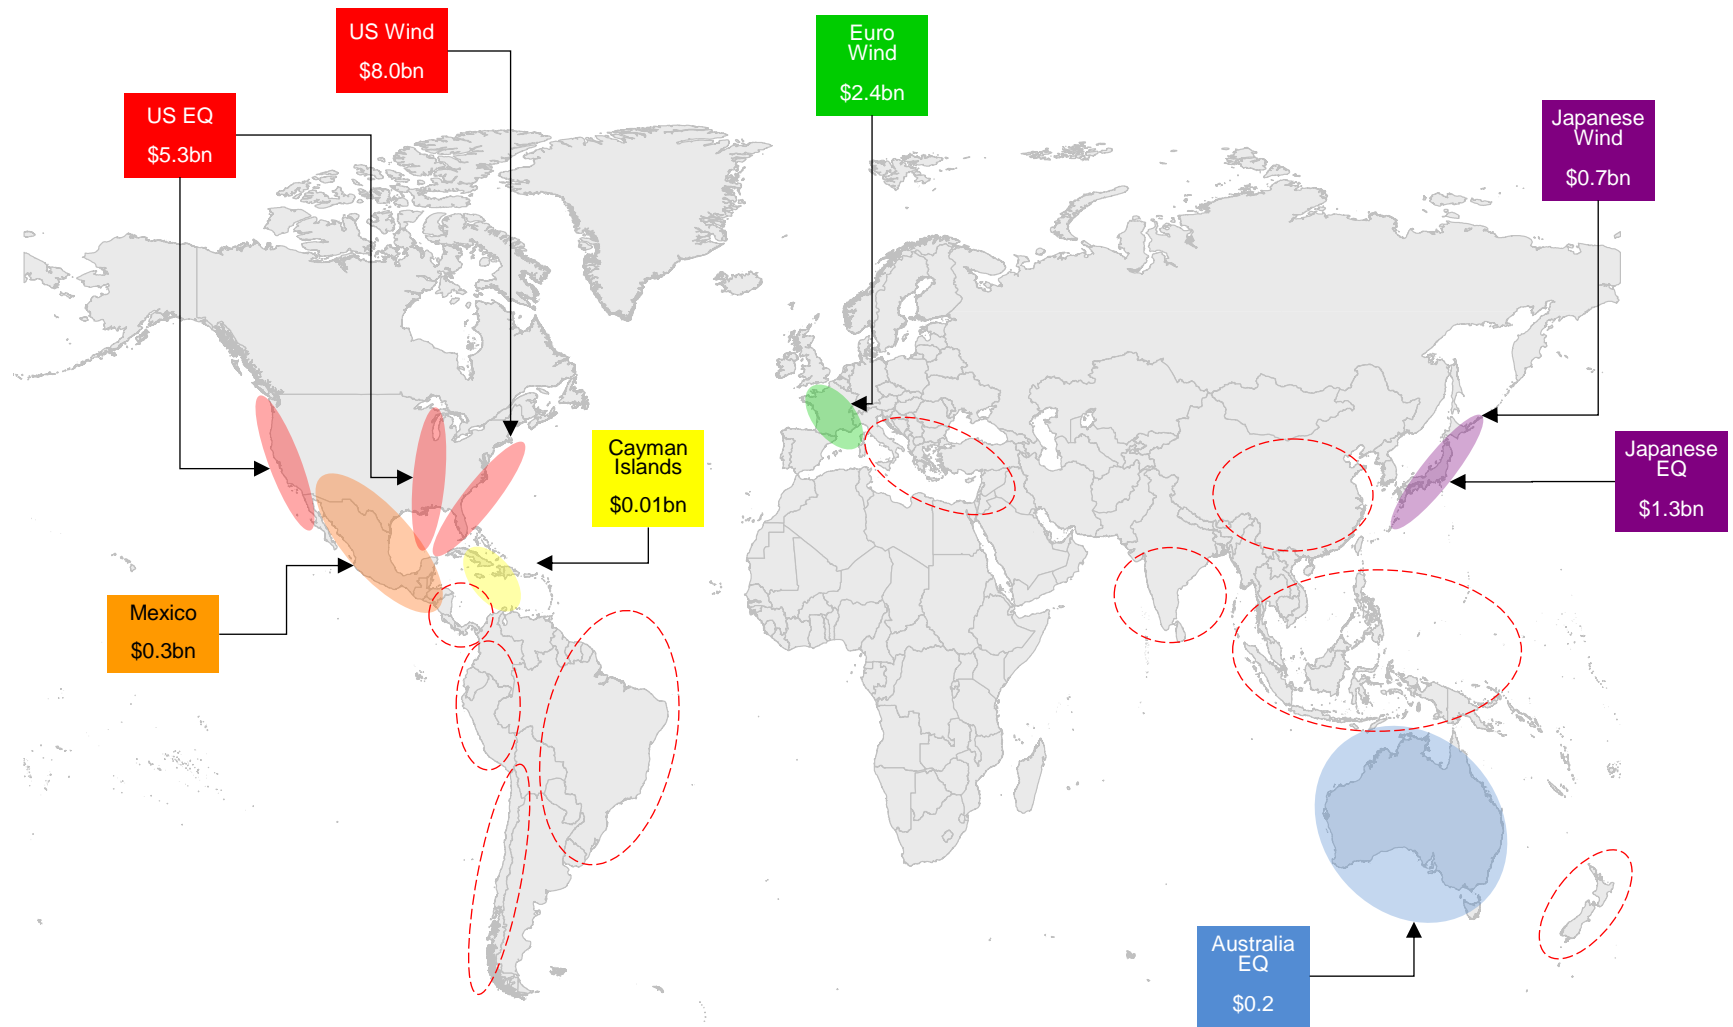 US Wind
$8.0bn
Euro
Wind
$2.4bn
US EQ
$5.3bn
Japanese
Wind
$0.7bn
Cayman
Islands
$0.01bn
Japanese
EQ
$1.3bn
Mexico
$0.3bn
Australia
EQ
$0.2